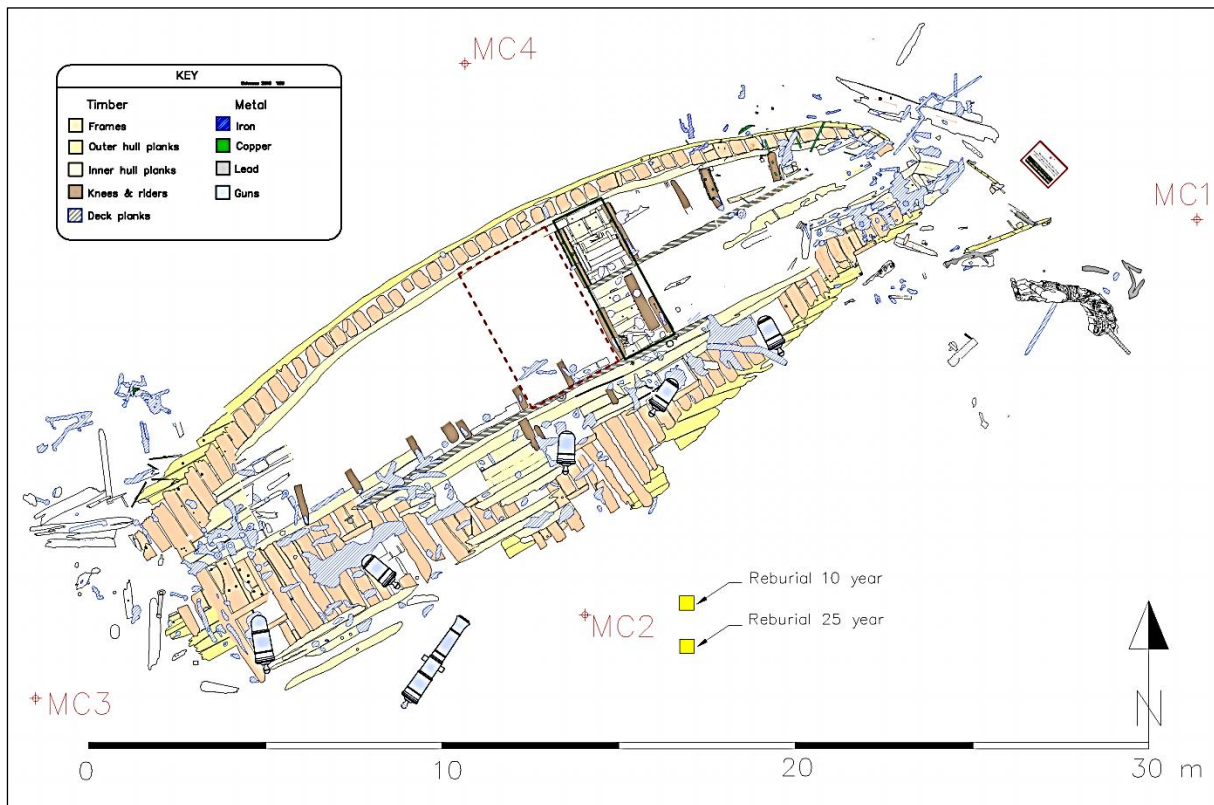 MC4
KEY
Timber
Metal
Frames
Iron
Outer hull planks
Copper
Inner hull planks
Lead
Knees & riders
Guns
Deck planks
MC1
Reburial 10 year
MC2
Reburial 25 year
MC3
N
0 10 20 30 m